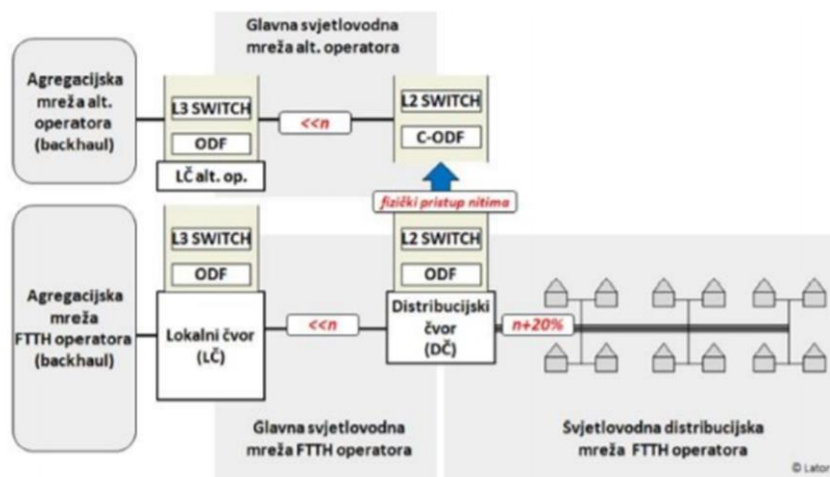 Glavna svjetlovodna
mreža alt. operatora
Agregacijska
mreža alt.
operatora
(backhaul)
L3 SWITCH
ODF
LČ alt. op.
<<n
L2 SWITCH
C-ODF
fizički pristup nitima
Agregacijska
mreža
FTTH operatora
(backhaul)
L3 SWITCH
ODF
Lokalni čvor
(LČ)
<<n
L2 SWITCH
ODF
Distribucijski
čvor
(DČ)
n+20%
Glavna svjetlovodna
mreža FTTH operatora
Svjetlovodna distribucijska
mreža FTTH operatora
© Lator